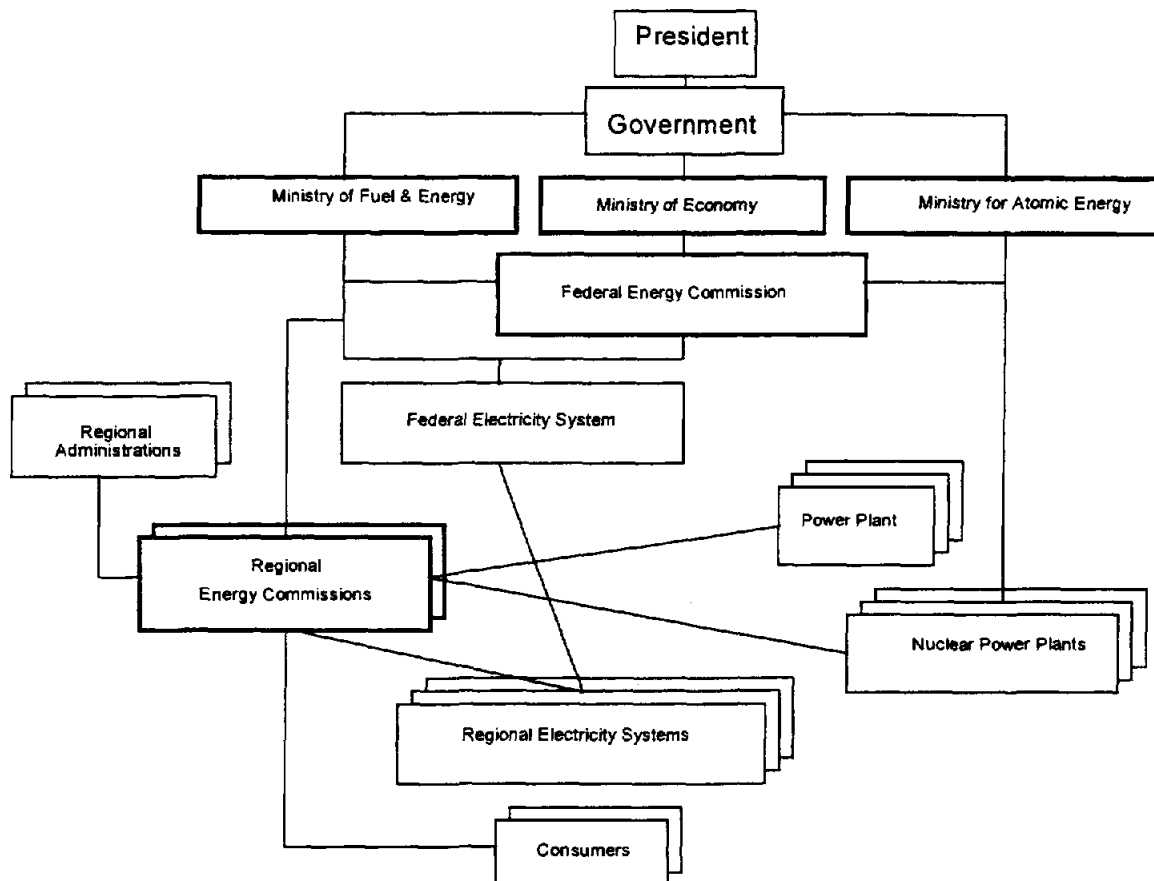 President
Government
Ministry of Fuel & Energy
Ministry of Economy
Ministry for Atomic Energy
Federal Energy Commission
Federal Electricity System
Regional
Administrations
Power Plant
Regional
Energy Commissions
Nuclear Power Plants
Regional Electricity Systems
Consumers